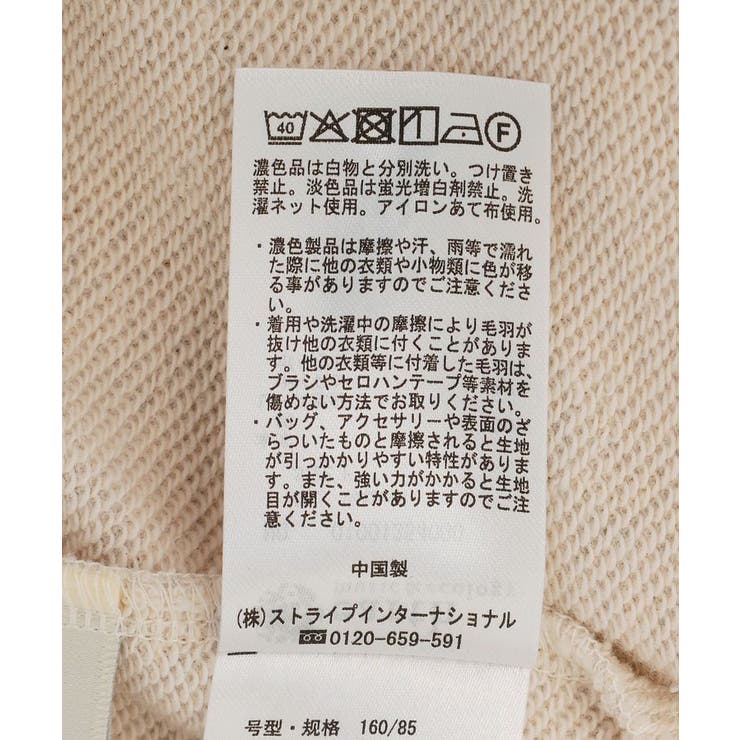 40 F
濃色品は白物と分別洗い。つけ置き
禁止。淡色品は蛍光増白剤禁止。洗
濯ネット使用。アイロンあて布使用。
・濃色製品は摩擦や汗、雨等で濡れ
た際に他の衣類や小物類に色が移
る事がありますのでご注意くださ
い。
・着用や洗濯中の摩擦により毛羽が
抜け他の衣類に付くことがありま
す。他の衣類等に付着した毛羽は、
ブラシやセロハンテープ等素材を
傷めない方法でお取りください。
・バッグ、アクセサリーや表面のざ
らついたものと摩擦されると生地
が引っかかりやすい特性がありま
す。また、強い力がかかると生地
目が開くことがありますのでご注
意ください。
中国製
(株)ストライプインターナショナル
0120-659-591
号型・规格 160/85